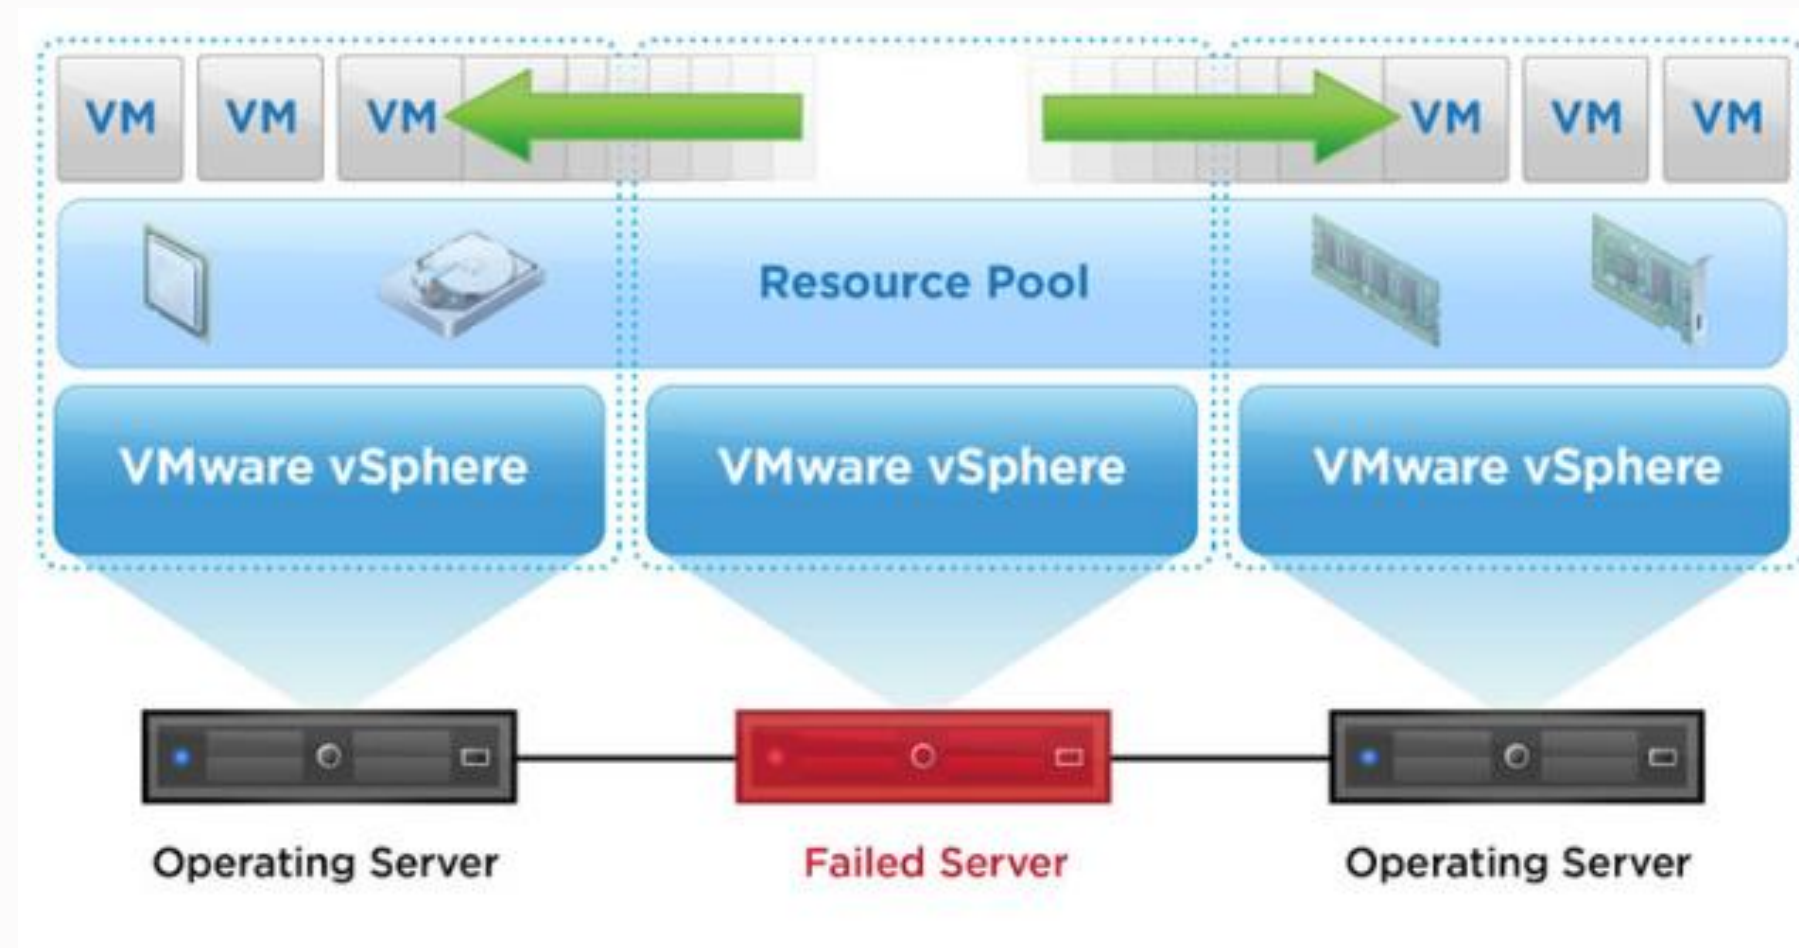 VM VM VM VM VM VM
Resource Pool
VMware vSphere VMware vSphere VMware vSphere
Operating Server Failed Server Operating Server